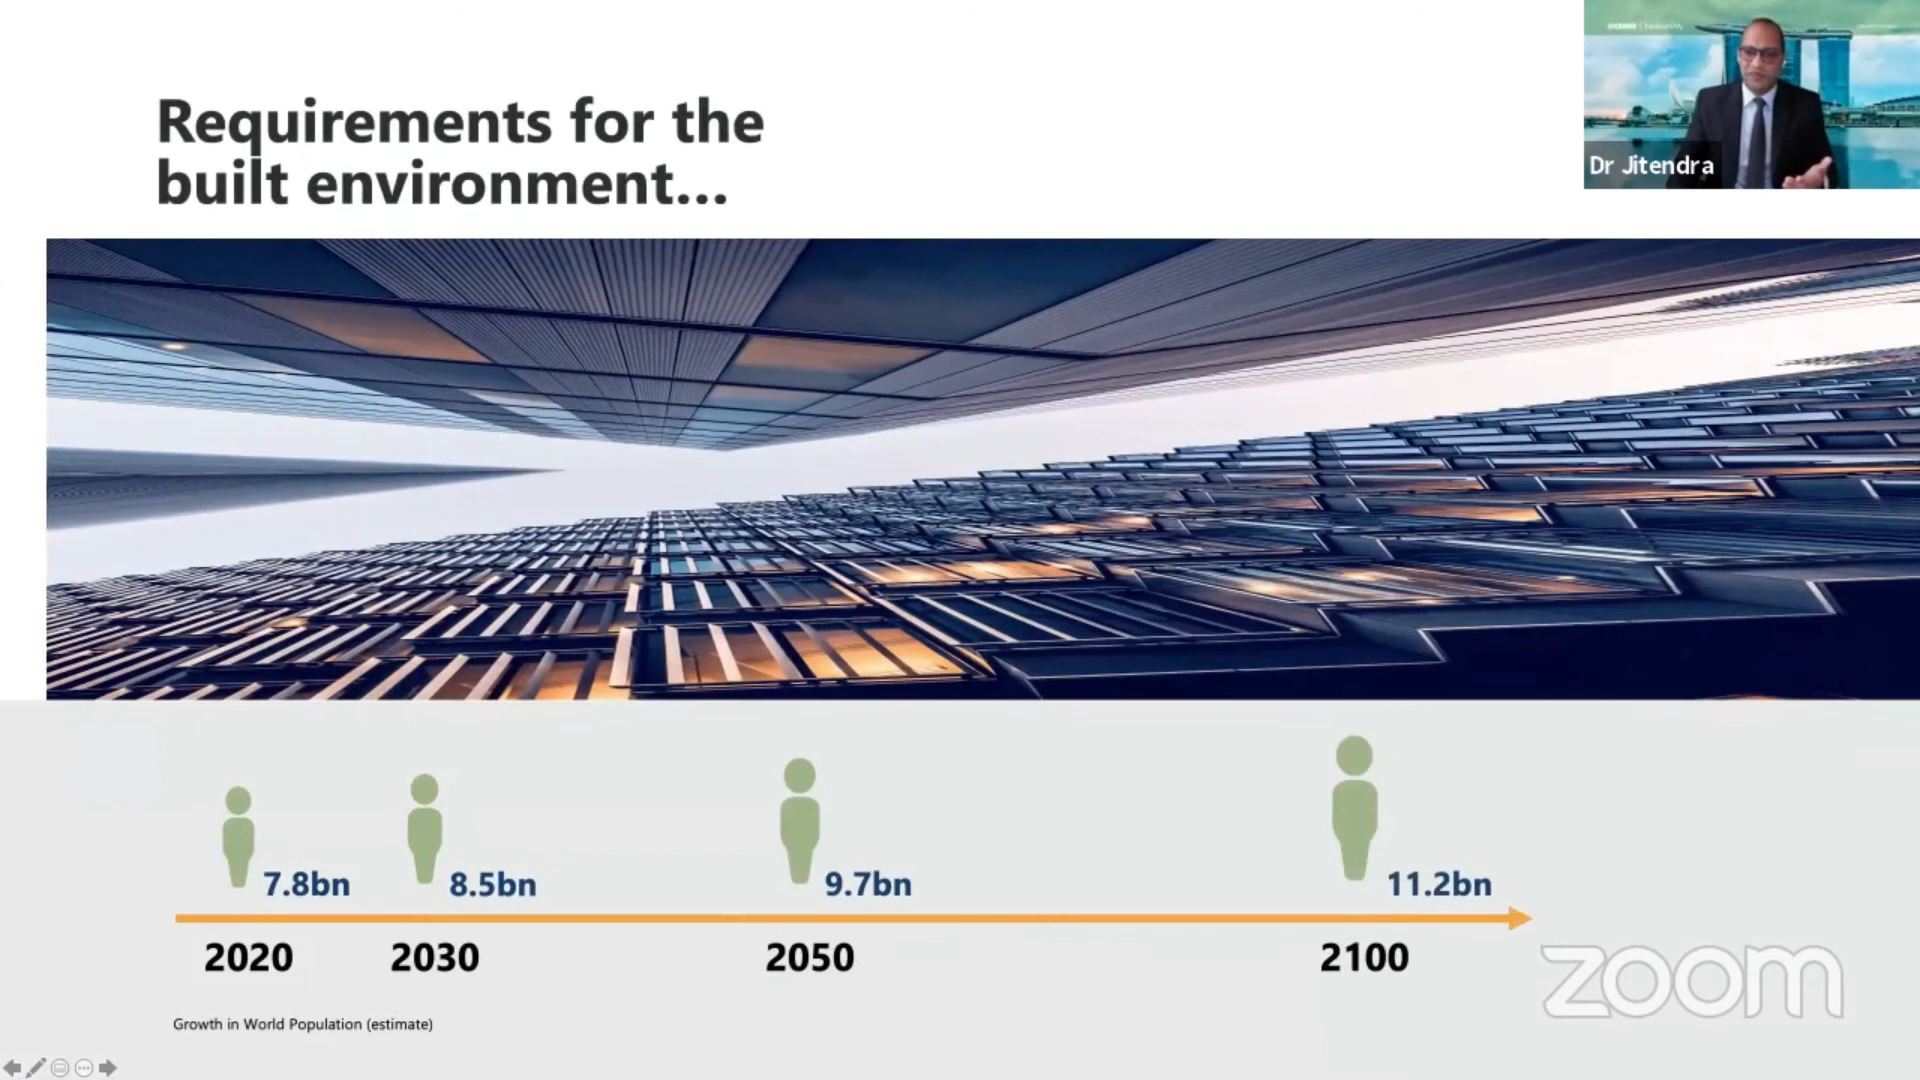 Requirements for the
built environment...
Dr Jitendra
7.8bn
8.5bn
9.7bn
11.2bn
2020
2030
2050
2100
zoom
Growth in World Population (estimate)